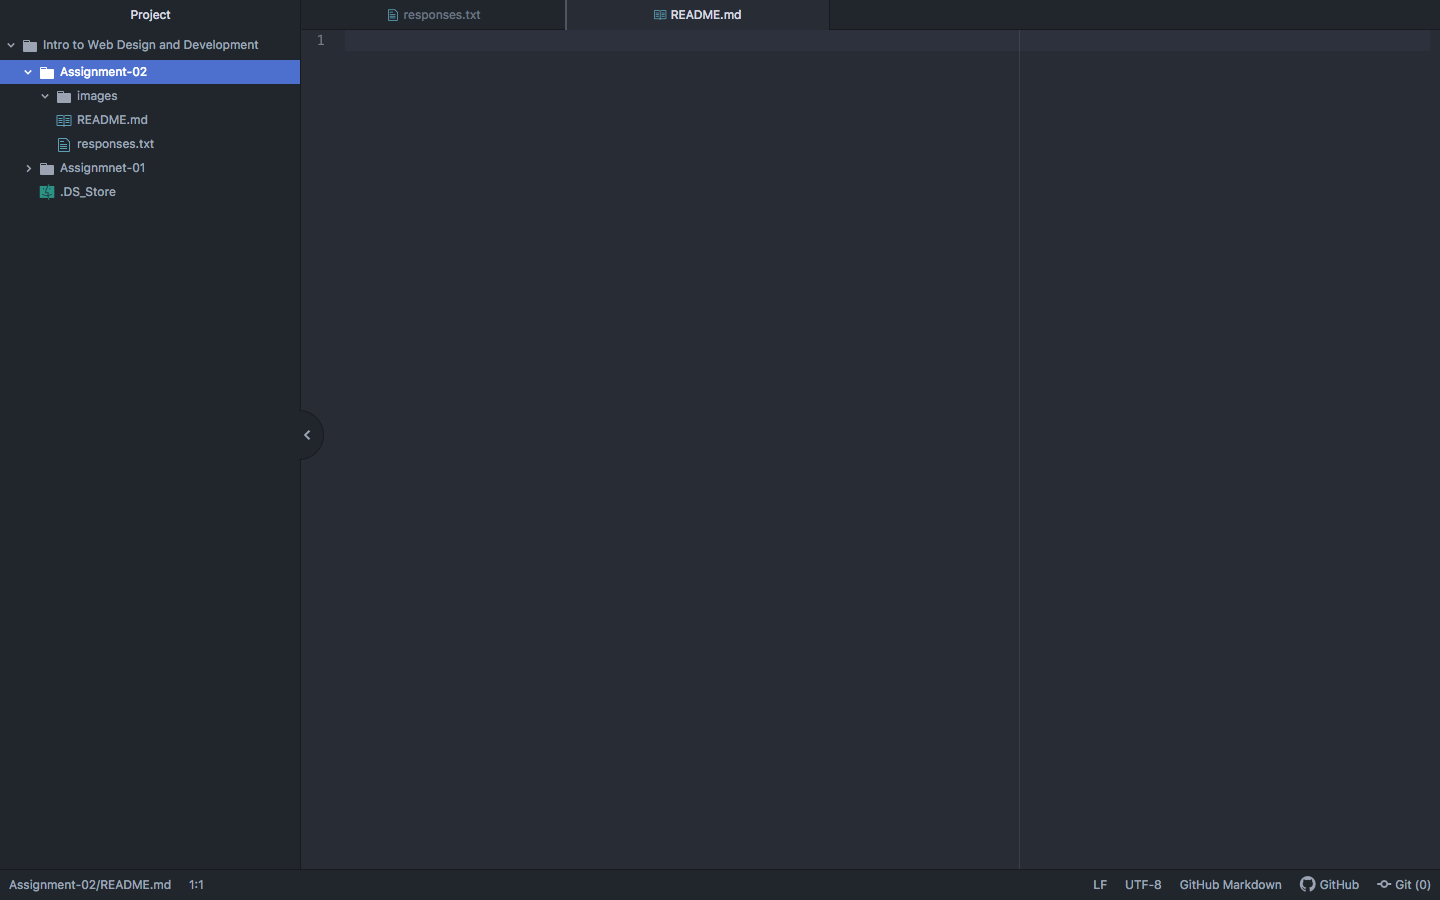 Project
Intro to Web Design and Development
Assignment-02
images
README.md
responses.txt
Assignmnet-01
.DS_Store
responses.txt
README.md
1
Assignment-02/README.md 1:1
LF UTF-8 GitHub Markdown GitHub Git (0)